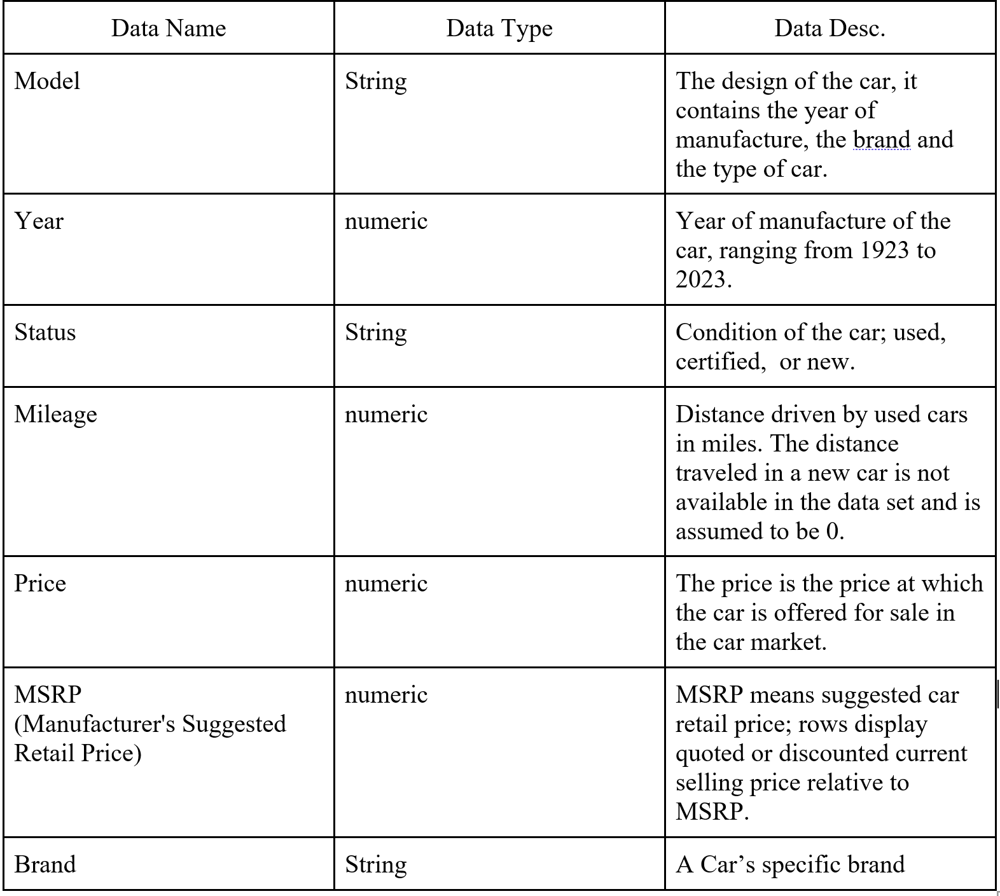 Data Name
Data Type
Data Desc.
Model
String
The design of the car, it
contains the year of
manufacture, the brand and
the type of car.
Year
numeric
Year of manufacture of the
car, ranging from 1923 to
2023.
Status
String
Condition of the car; used,
certified,  or new.
Mileage
numeric
Distance driven by used cars
in miles. The distance
traveled in a new car is not
available in the data set and is
assumed to be 0.
Price
numeric
The price is the price at which
the car is offered for sale in
the car market.
MSRP
(Manufacturer's Suggested
Retail Price)
numeric
MSRP means suggested car
retail price; rows display
quoted or discounted current
selling price relative to
MSRP.
Brand
String
A Car’s specific brand